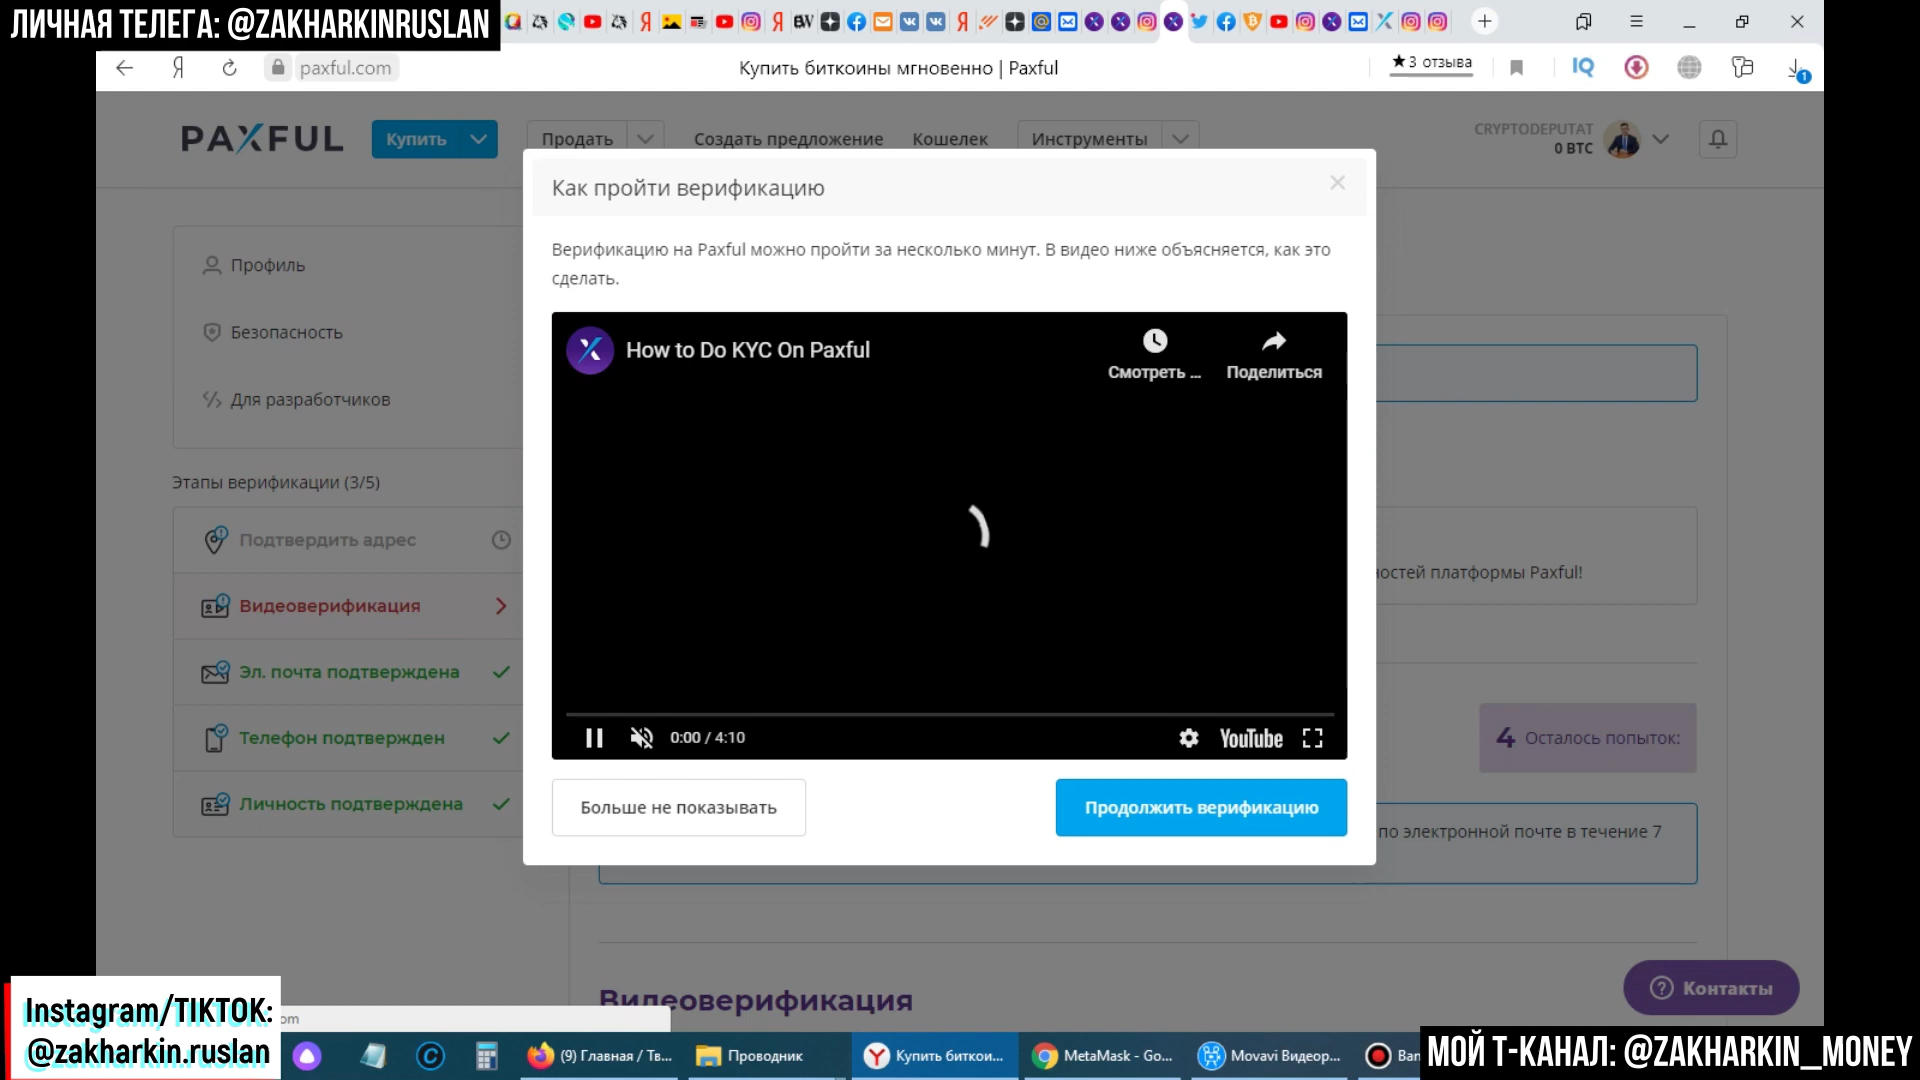 ЛИЧНАЯ ТЕЛЕГА: @ZAKHARKINRUSLAN
paxful.com
Купить биткоины мгновенно | Paxful
★3 отзыва
IQ
1
PAXFUL
Купить
Продать
Создать предложение
Кошелек
Инструменты
CRYPTODEPUTAT
0 BTC
Как пройти верификацию
Верификацию на Paxful можно пройти за несколько минут. В видео ниже объясняется, как это
сделать.
Профиль
Безопасность
Для разработчиков
Этапы верификации (3/5)
Подтвердить адрес
Видеоверификация
Эл. почта подтверждена
Телефон подтвержден
Личность подтверждена
How to Do KYC On Paxful
Смотреть ...
Поделиться
0:00 / 4:10
YouTube
Больше не показывать
Продолжить верификацию
ностей платформы Paxful!
4 Осталось попыток:
по электронной почте в течение 7
Видеоверификация
Контакты
om
Instagram/TIKTOK:
@zakharkin.ruslan
(9) Главная / Тв...
Проводник
Купить биткои...
MetaMask - Go...
Movavi Видеор...
Ban
МОЙ Т-КАНАЛ: @ZAKHARKIN_MONEY